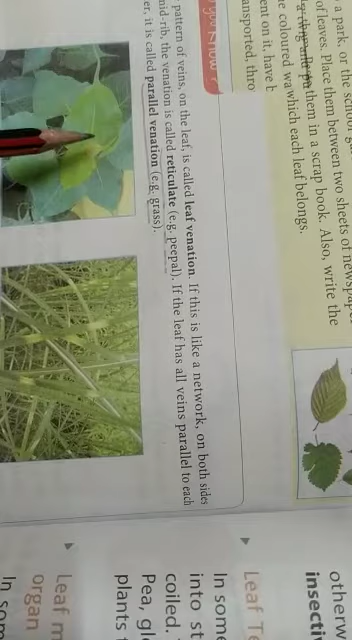 a park, or the school
of leaves. Place them between two sheets of newspap
them in a scrap book. Also, write the
which each leaf belongs.
you Know ?
e coloured wa
ent on it, have b
ansported, thro
pattern of veins, on the leaf, is called leaf venation. If this is like a network, on both sides
mid-rib, the venation is called reticulate (e.g. peepal). If the leaf has all veins parallel to each
er, it is called parallel venation (e.g. grass).
otherw
insecti
Leaf Te
In some
into st
coiled.
Pea, gl
plants
Leaf m
organ
In som